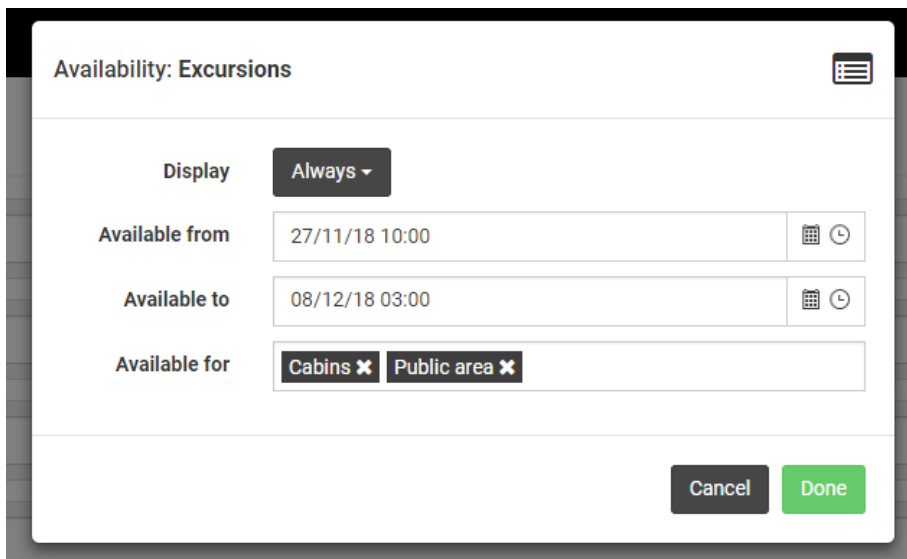 Availability: Excursions
Display Always
Available from 27/11/18 10:00
Available to 08/12/18 03:00
Available for Cabins ✖ Public area ✖
Cancel Done